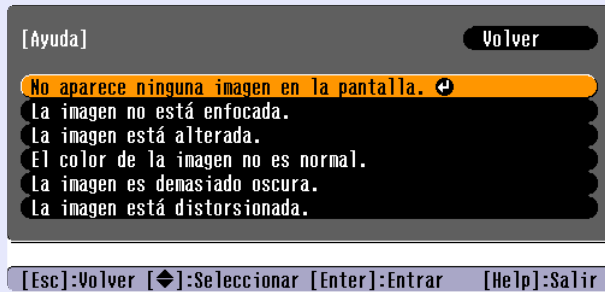 [Ayuda] Volver
No aparece ninguna imagen en la pantalla.
La imagen no está enfocada.
La imagen está alterada.
El color de la imagen no es normal.
La imagen es demasiado oscura.
La imagen está distorsionada.
[Esc]:Volver [◆]:Seleccionar [Enter]:Entrar [Help]:Salir